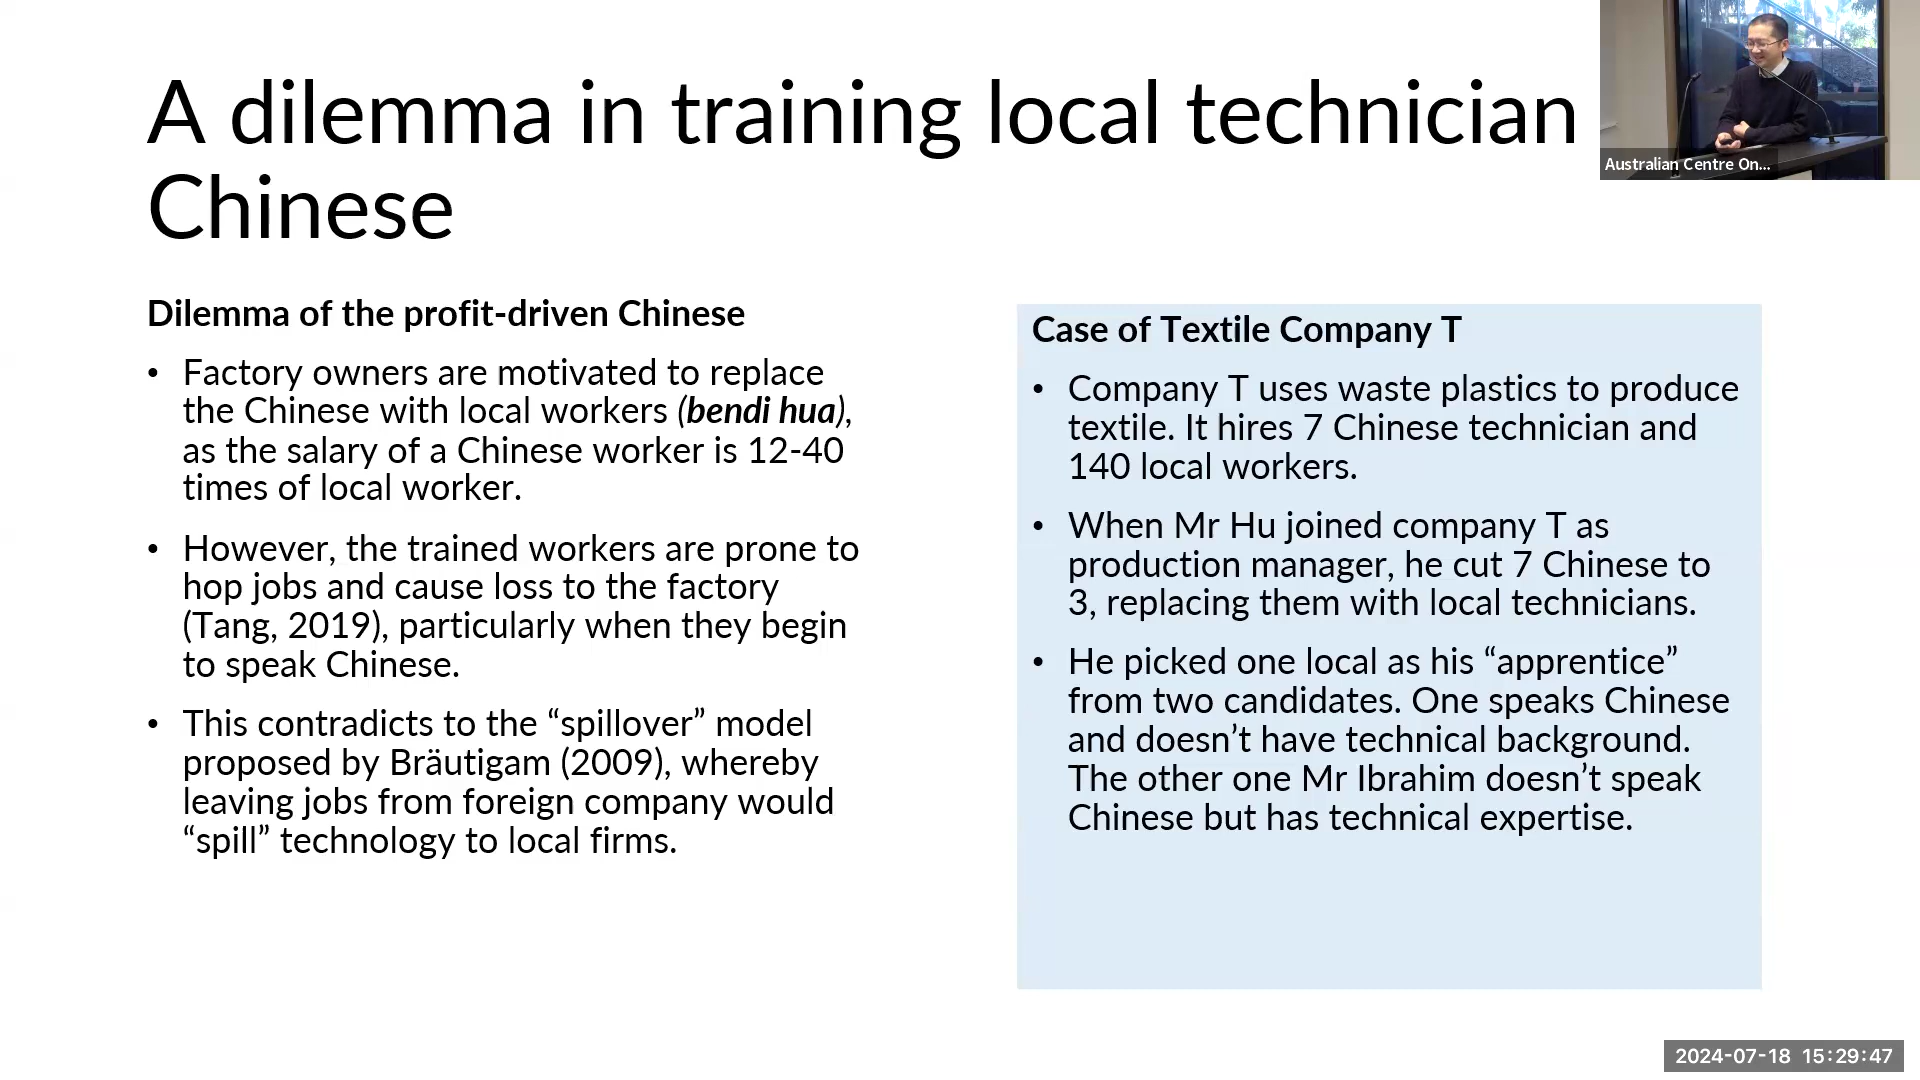 A dilemma in training local technician
Chinese
Australian Centre On...
Dilemma of the profit-driven Chinese
• Factory owners are motivated to replace
the Chinese with local workers (bendi hua),
as the salary of a Chinese worker is 12-40
times of local worker.
• However, the trained workers are prone to
hop jobs and cause loss to the factory
(Tang, 2019), particularly when they begin
to speak Chinese.
• This contradicts to the “spillover” model
proposed by Bräutigam (2009), whereby
leaving jobs from foreign company would
“spill” technology to local firms.
Case of Textile Company T
• Company T uses waste plastics to produce
textile. It hires 7 Chinese technician and
140 local workers.
• When Mr Hu joined company T as
production manager, he cut 7 Chinese to
3, replacing them with local technicians.
• He picked one local as his “apprentice”
from two candidates. One speaks Chinese
and doesn’t have technical background.
The other one Mr Ibrahim doesn’t speak
Chinese but has technical expertise.
2024-07-18 15:29:47